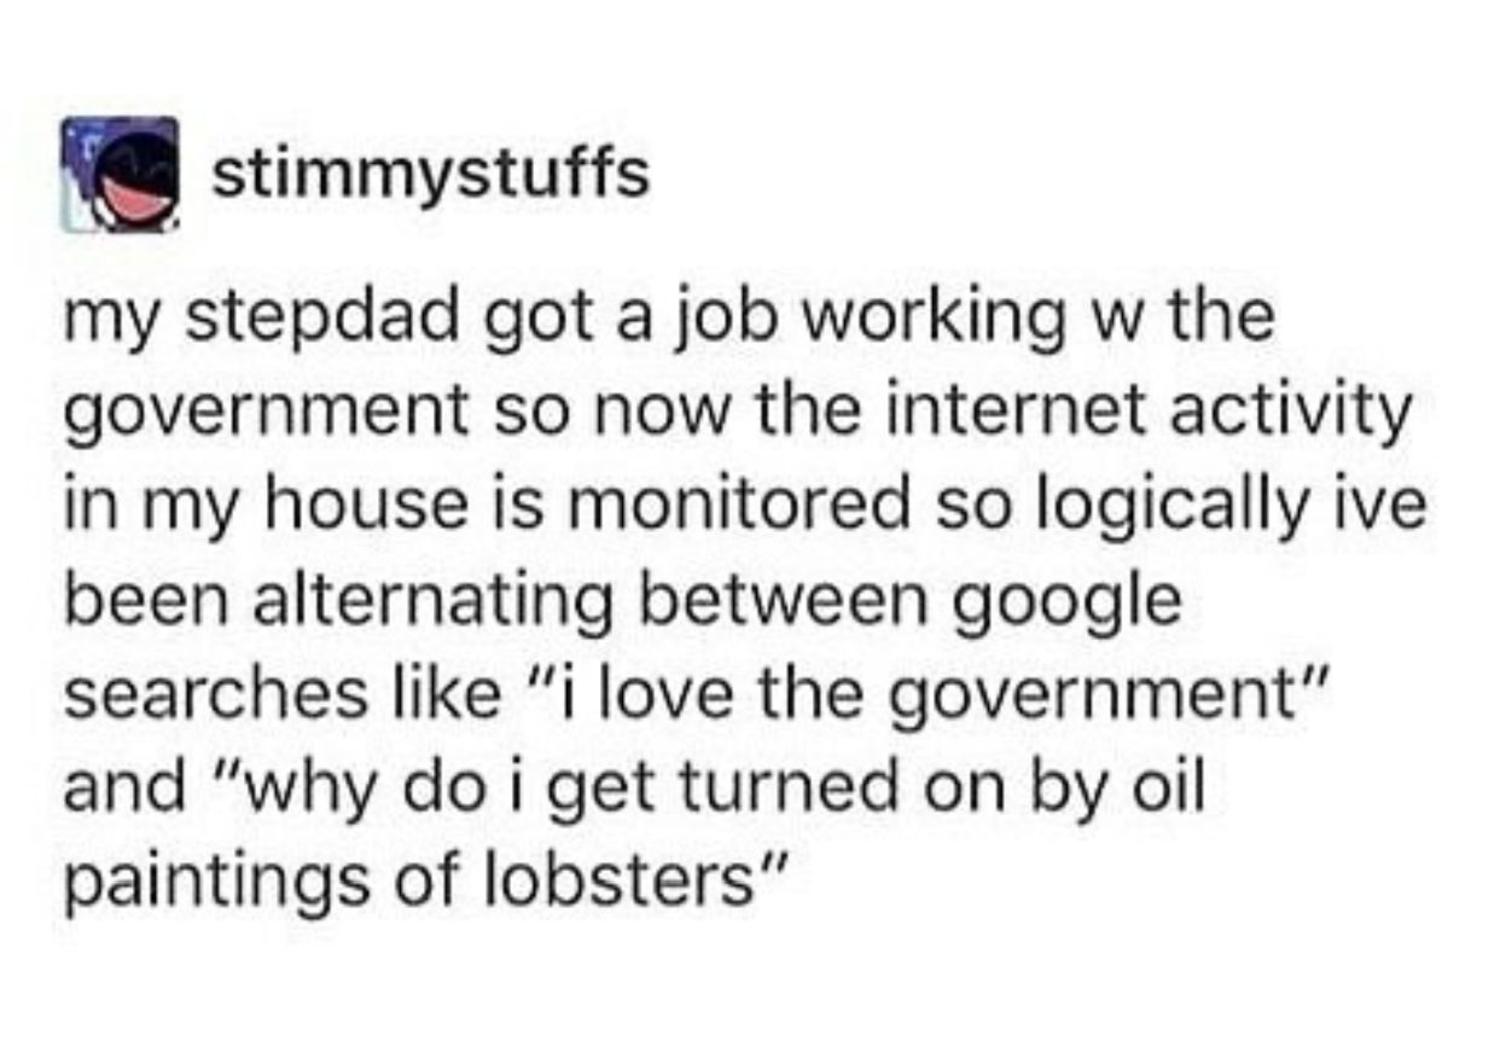 stimmystuffs
my stepdad got a job working w the
government so now the internet activity
in my house is monitored so logically ive
been alternating between google
searches like "i love the government"
and "why do i get turned on by oil
paintings of lobsters"